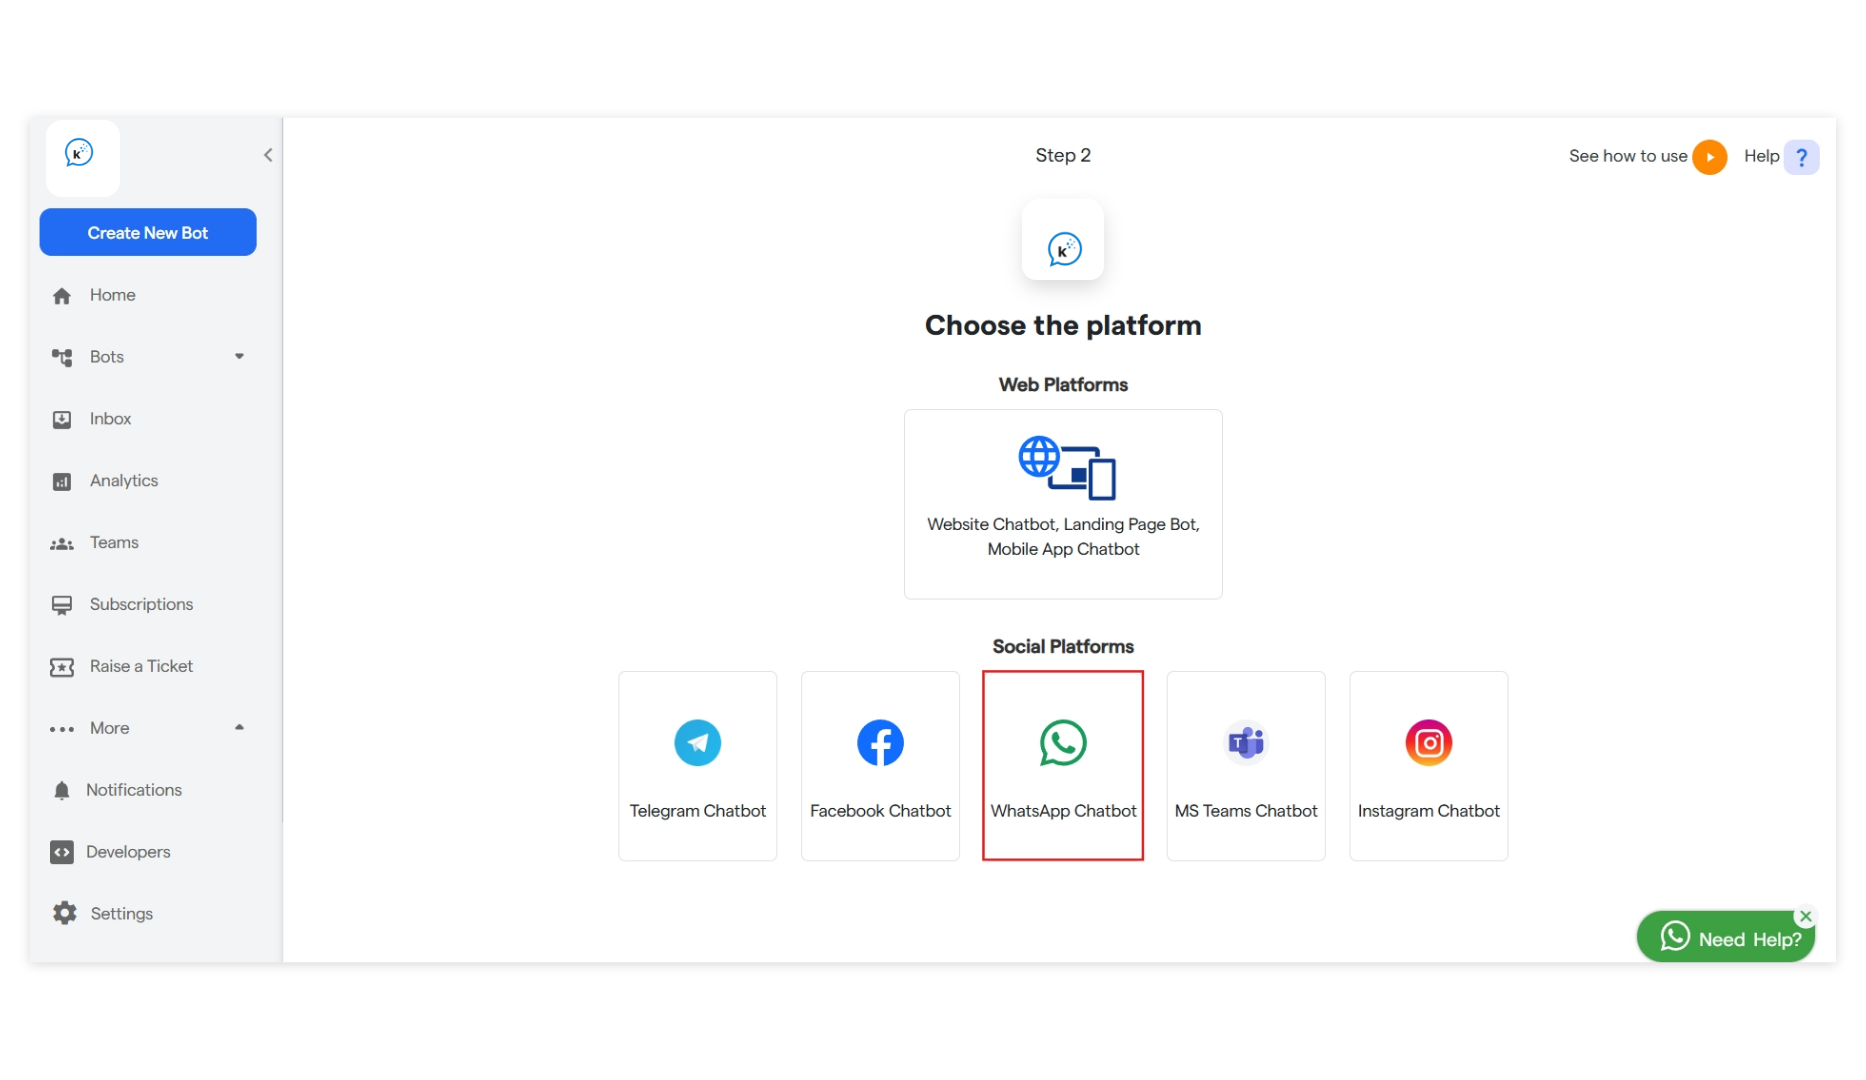 k
Create New Bot
Home
Bots
Inbox
Analytics
Teams
Subscriptions
Raise a Ticket
More
Notifications
Developers
Settings
Step 2
See how to use
Help ?
k
Choose the platform
Web Platforms
Website Chatbot, Landing Page Bot,
Mobile App Chatbot
Social Platforms
Telegram Chatbot
Facebook Chatbot
WhatsApp Chatbot
T
MS Teams Chatbot
Instagram Chatbot
Need Help?